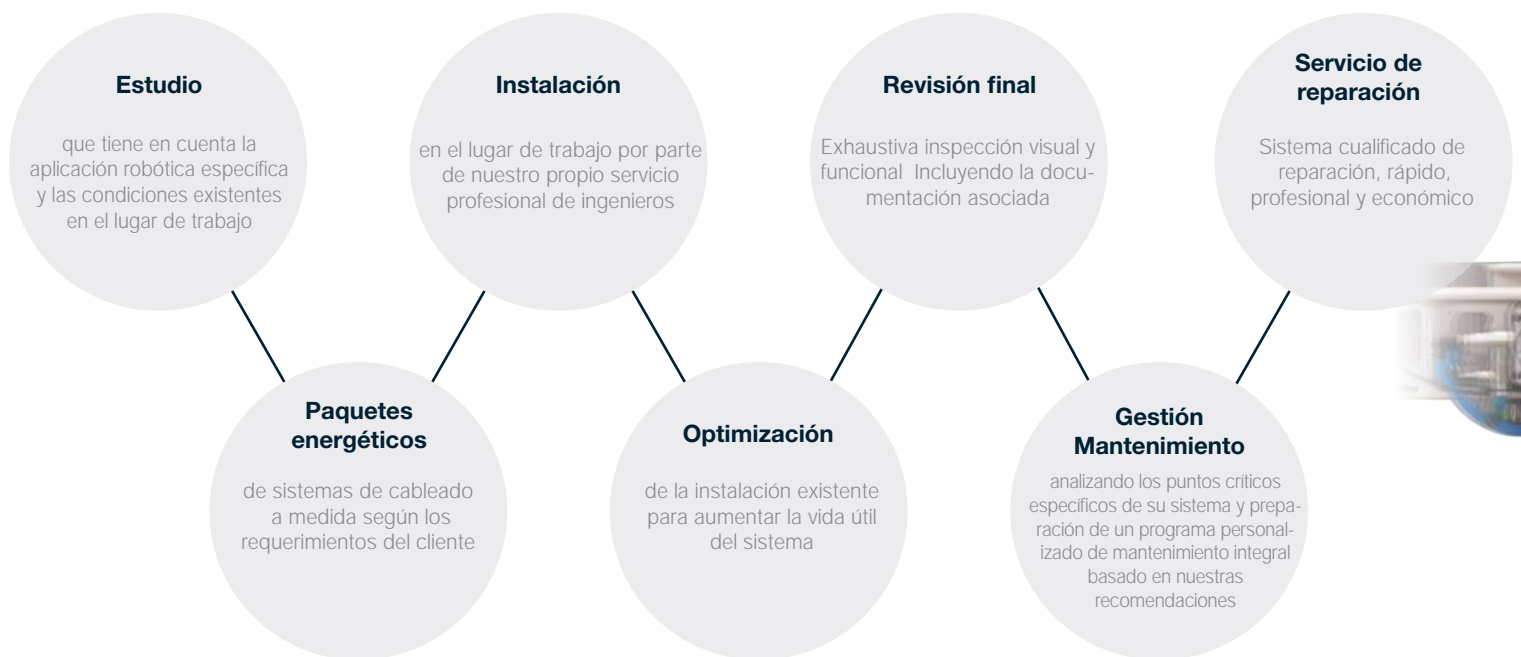 Estudio
que tiene en cuenta la
aplicación robótica específica
y las condiciones existentes
en el lugar de trabajo
Paquetes
energéticos
de sistemas de cableado
a medida según los
requerimientos del cliente
Instalación
en el lugar de trabajo por parte
de nuestro propio servicio
profesional de ingenieros
Optimización
de la instalación existente
para aumentar la vida útil
del sistema
Revisión final
Exhaustiva inspección visual y
funcional  Incluyendo la docu-
mentación asociada
Gestión
Mantenimiento
analizando los puntos críticos
específicos de su sistema y prepa-
ración de un programa personal-
izado de mantenimiento integral
basado en nuestras
recomendaciones
Servicio de
reparación
Sistema cualificado de
reparación, rápido,
profesional y económico